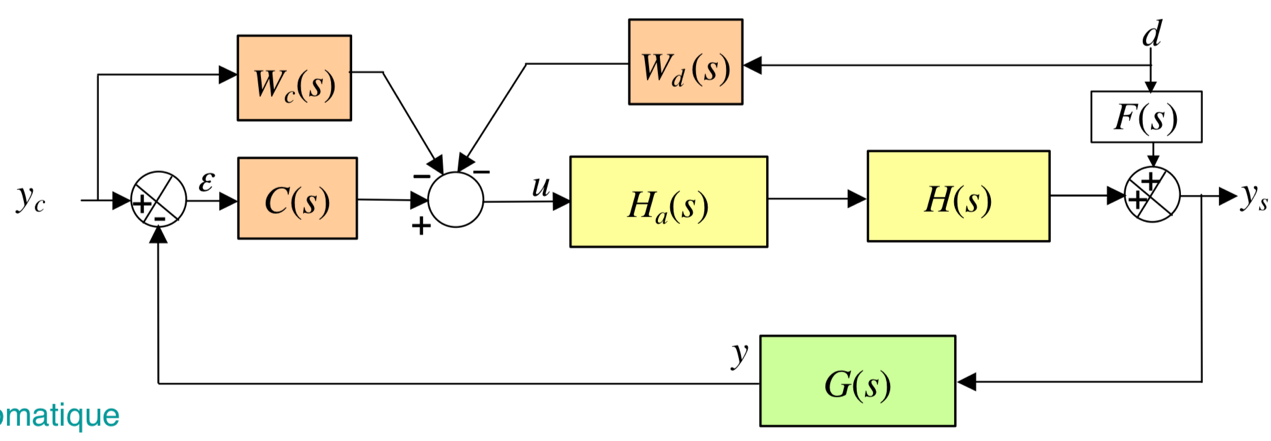 d
W_c(s)
W_d(s)
F(s)
− −
+
y_c
+
-
ε
C(s)
+
u
H_a(s)
H(s)
+
+
y_s
y
G(s)
omatique